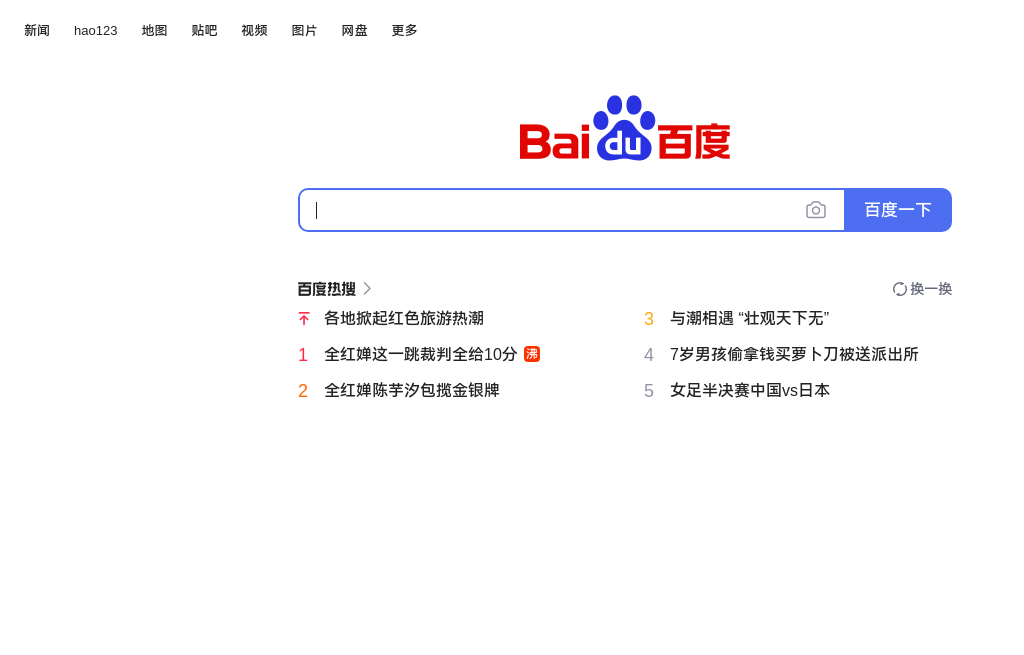 新闻 hao123 地图 贴吧 视频 图片 网盘 更多
Bai du 百度
百度一下
百度热搜 换一换
各地掀起红色旅游热潮
1 全红婵这一跳裁判全给10分 沸
2 全红婵陈芋汐包揽金银牌
3 与潮相遇 “壮观天下无”
4 7岁男孩偷拿钱买萝卜刀被送派出所
5 女足半决赛中国vs日本